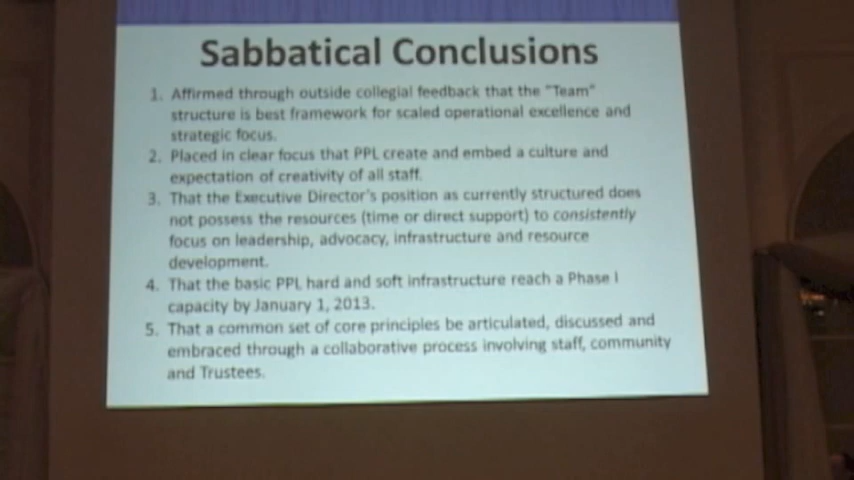 Sabbatical Conclusions
1. Affirmed through outside collegial feedback that the "Team"
structure is best framework for scaled operational excellence and
strategic focus.
2. Placed in clear focus that PPL create and embed a culture and
expectation of creativity of all staff.
3. That the Executive Director's position as currently structured does
not possess the resources (time or direct support) to consistently
focus on leadership, advocacy, infrastructure and resource
development.
4. That the basic PPL hard and soft infrastructure reach a Phase I
capacity by January 1, 2013.
5. That a common set of core principles be articulated, discussed and
embraced through a collaborative process involving staff, community
and Trustees.